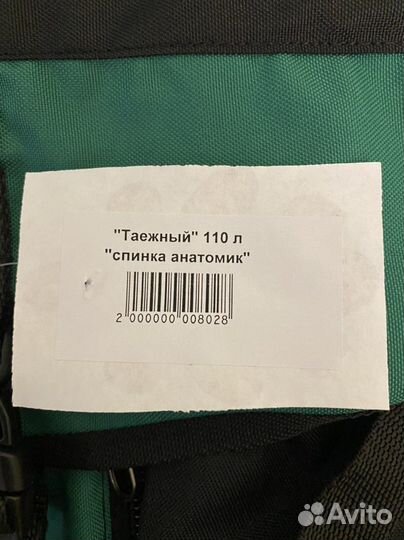 "Таежный" 110 л
"спинка анатомик"
2 000000 008028
Avito